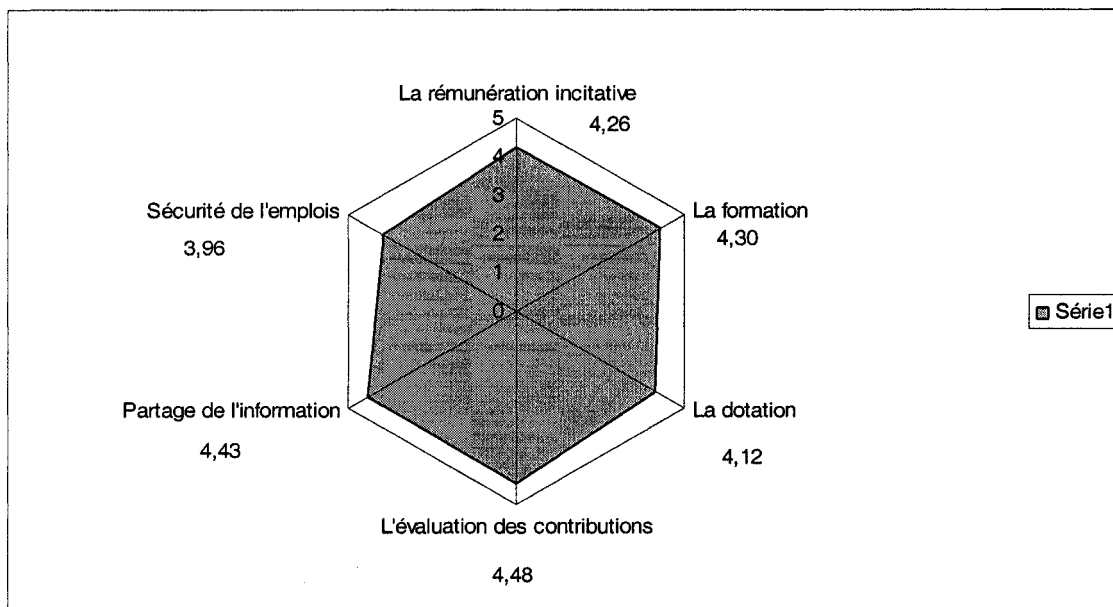 La rémunération incitative
5
4,26
4
3
Sécurité de l'emplois
La formation
3,96
2
4,30
1
0
Série1
Partage de l'information
La dotation
4,43
4,12
L'évaluation des contributions
4,48